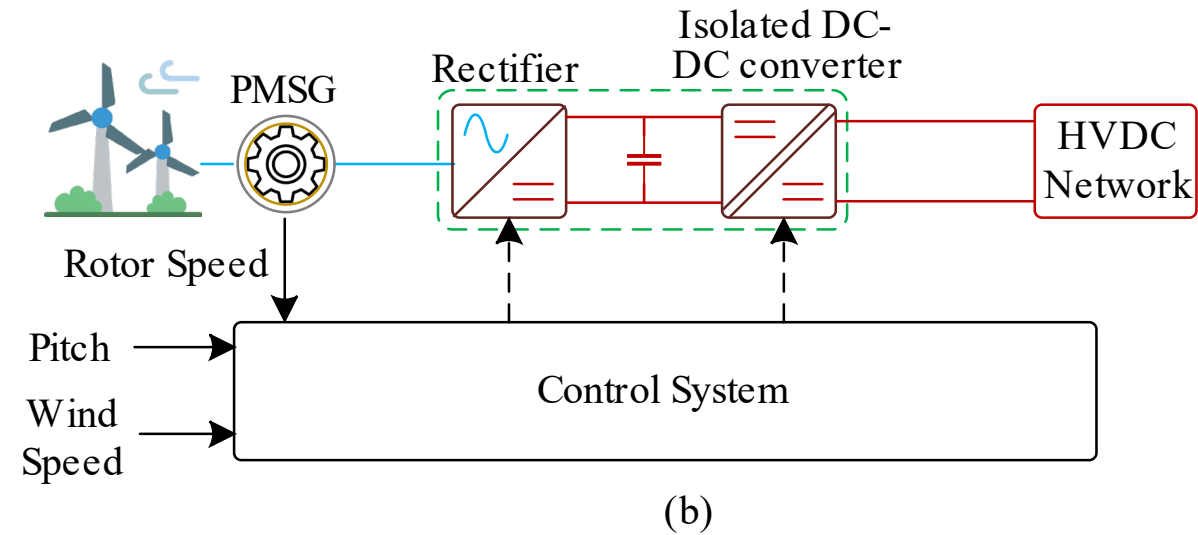 Isolated DC-
DC converter
Rectifier
PMSG
HVDC
Network
Rotor Speed
Pitch
Control System
Wind
Speed
(b)